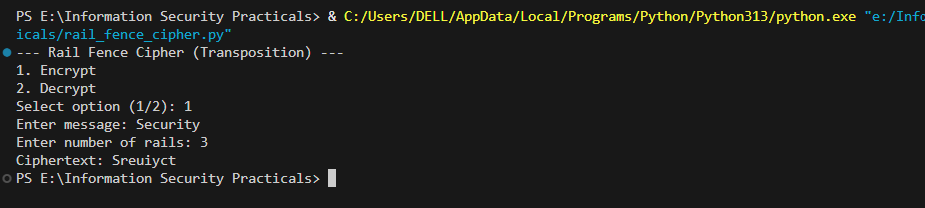 PS E:\Information Security Practicals> & C:/Users/DELL/AppData/Local/Programs/Python/Python313/python.exe "e:/Info
icals/rail_fence_cipher.py"
--- Rail Fence Cipher (Transposition) ---
1. Encrypt
2. Decrypt
Select option (1/2): 1
Enter message: Security
Enter number of rails: 3
Ciphertext: Sreuiyct
PS E:\Information Security Practicals>